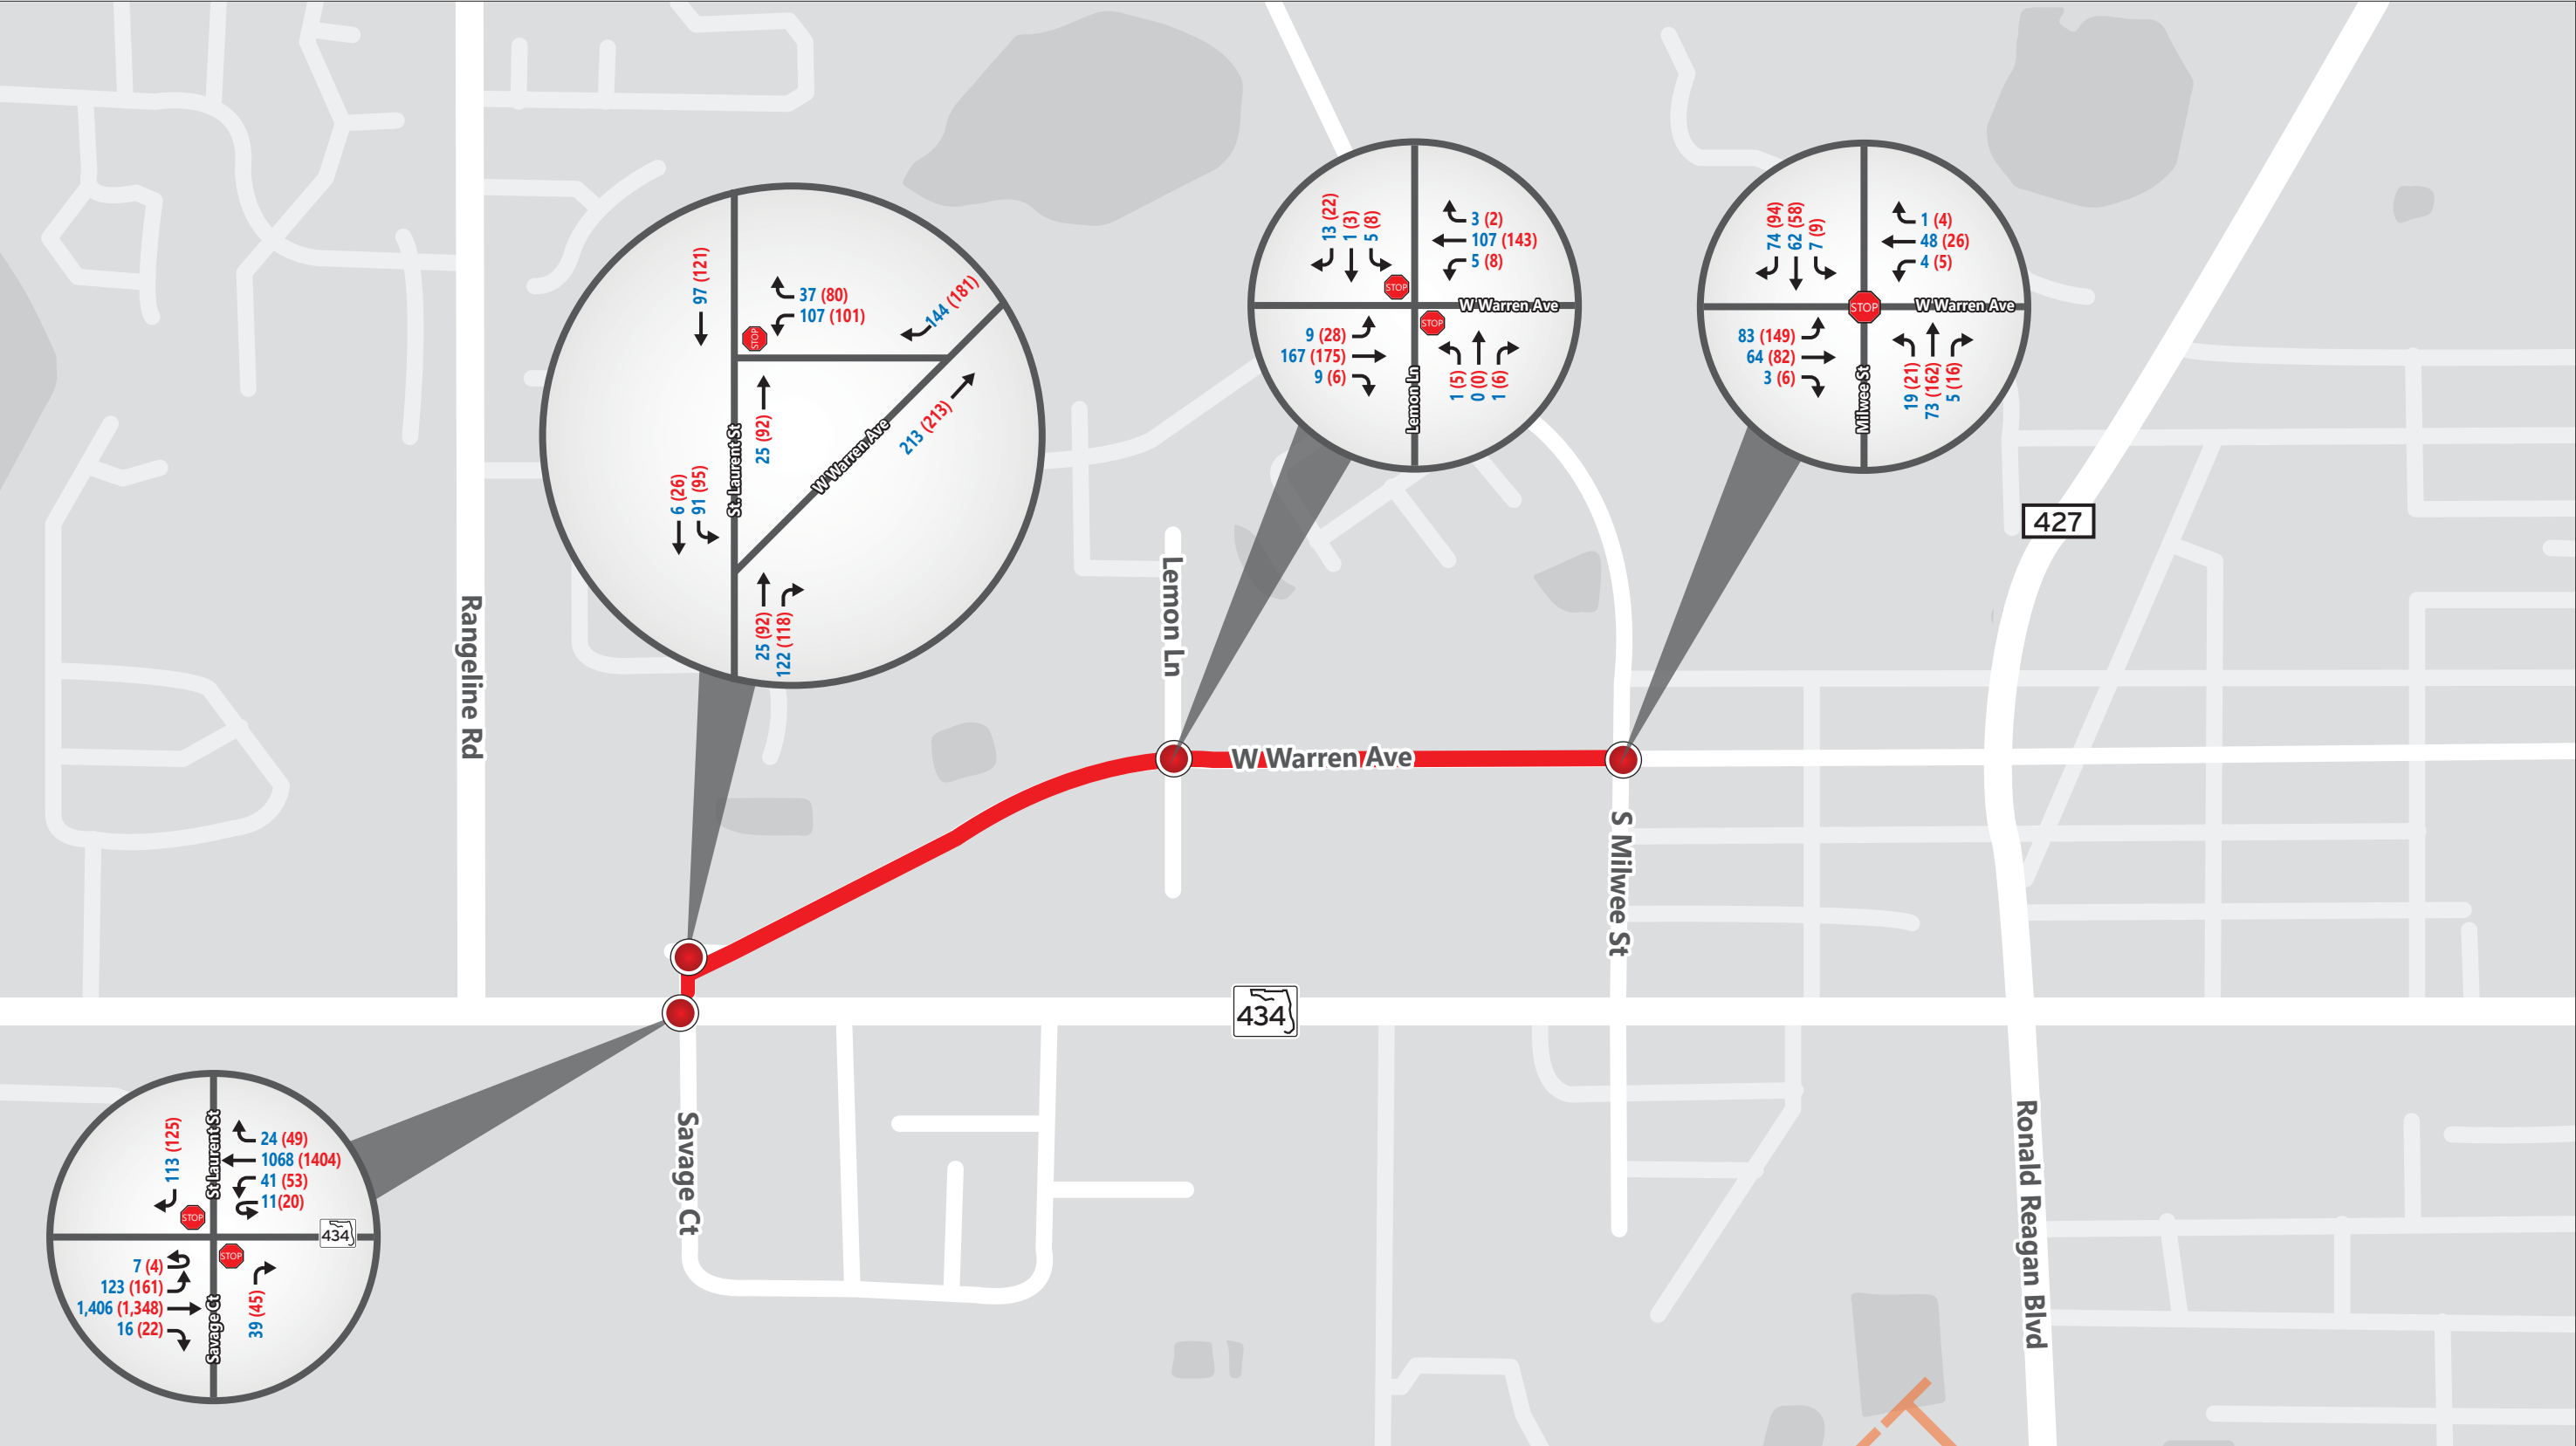 97 (121)
37 (80)
107 (101)
STOP
144 (181)
25 (92)
213 (213)
St. Laurent St
W Warren Ave
6 (26)
91 (95)
25 (92)
122 (118)
13 (22)
1 (3)
5 (8)
3 (2)
107 (143)
5 (8)
STOP
W Warren Ave
STOP
9 (28)
167 (175)
9 (6)
Lemon Ln
1 (5)
0 (0)
1 (6)
74 (94)
62 (58)
7 (9)
1 (4)
48 (26)
4 (5)
STOP
W Warren Ave
83 (149)
64 (82)
3 (6)
Milwee St
19 (21)
73 (162)
5 (16)
427
Rangeline Rd
Lemon Ln
W Warren Ave
S Milwee St
434
Savage Ct
Ronald Reagan Blvd
113 (125)
St Laurent St
24 (49)
1068 (1404)
41 (53)
11(20)
STOP
434
STOP
7 (4)
123 (161)
1,406 (1,348)
16 (22)
Savage Ct
39 (45)